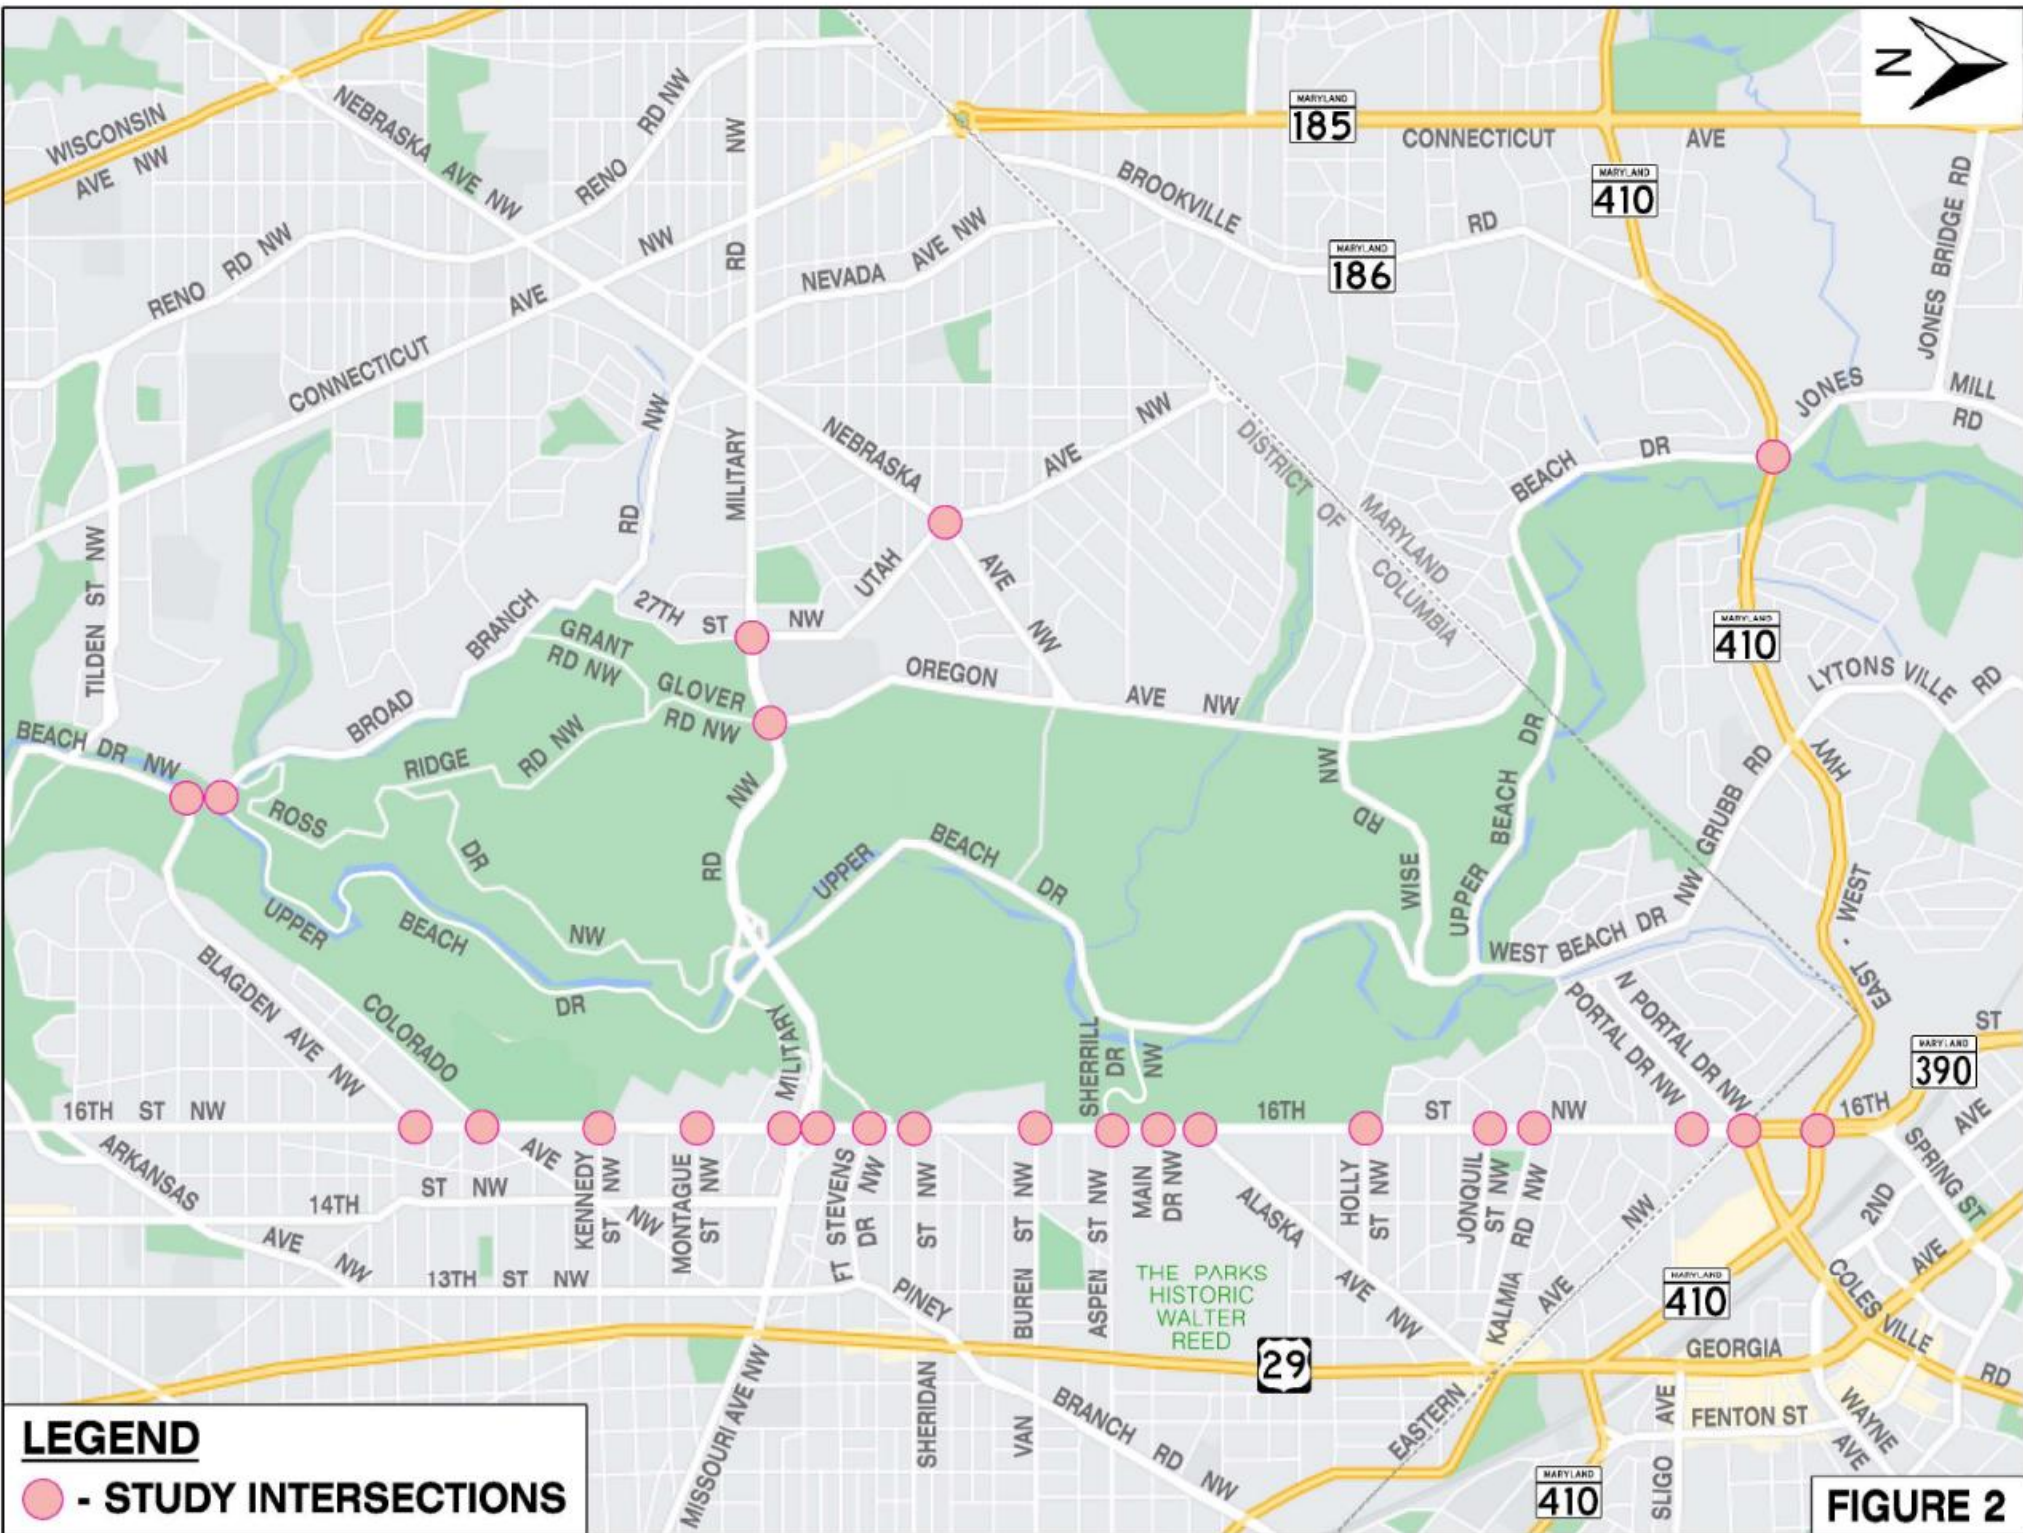 N
WISCONSIN
AVE NW
NEBRASKA AVE NW
RENO RD NW
MILITARY RD NW
MARYLAND
185
CONNECTICUT AVE
MARYLAND
410
BROOKVILLE RD
MARYLAND
186
JONES BRIDGE RD
RENO RD NW
CONNECTICUT AVE NW
NEVADA AVE NW
JONES MILL RD
NEBRASKA AVE NW
UTAH AVE NW
DISTRICT OF COLUMBIA
MARYLAND
BEACH DR
TILDEN ST NW
BROAD BRANCH RD NW
27TH ST NW
GRANT RD NW
GLOVER RD NW
OREGON AVE NW
MARYLAND
410
LYTONS VILLE RD
BEACH DR NW
RIDGE RD NW
ROSS DR NW
WISE RD NW
UPPER BEACH DR
GRUBB RD
EAST - WEST HWY
UPPER BEACH DR
UPPER BEACH DR
WEST BEACH DR NW
N PORTAL DR NW
PORTAL DR NW
BLAGDEN AVE NW
COLORADO AVE NW
MILITARY
SHERRILL DR NW
MARYLAND
390
16TH ST
16TH ST NW
16TH ST NW
ARKANSAS AVE NW
14TH ST NW
13TH ST NW
KENNEDY ST NW
MONTAGUE ST NW
FT STEVENS DR NW
SHERIDAN ST NW
VAN BUREN ST NW
ASPEN ST NW
MAIN DR NW
ALASKA AVE NW
HOLLY ST NW
JONQUIL ST NW
KALMIA RD NW
EASTERN AVE NW
2ND AVE
SPRING ST
THE PARKS
HISTORIC
WALTER
REED
PINEY BRANCH RD NW
MISSOURI AVE NW
29
MARYLAND
410
GEORGIA AVE
COLES VILLE RD
SLIGO AVE
FENTON ST
WAYNE AVE
MARYLAND
410
LEGEND
- STUDY INTERSECTIONS
FIGURE 2